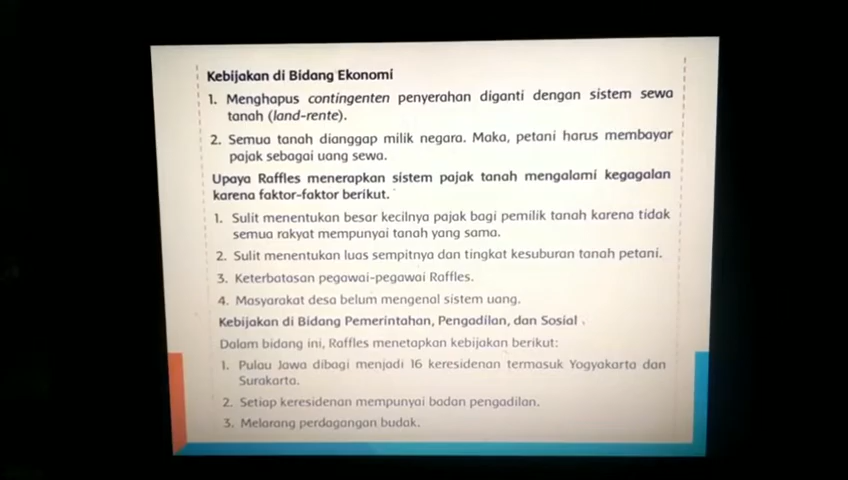 Kebijakan di Bidang Ekonomi
1. Menghapus contingenten penyerahan diganti dengan sistem sewa
tanah (land-rente).
2. Semua tanah dianggap milik negara. Maka, petani harus membayar
pajak sebagai uang sewa.
Upaya Raffles menerapkan sistem pajak tanah mengalami kegagalan
karena faktor-faktor berikut.
1. Sulit menentukan besar kecilnya pajak bagi pemilik tanah karena tidak
semua rakyat mempunyai tanah yang sama.
2. Sulit menentukan luas sempitnya dan tingkat kesuburan tanah petani.
3. Keterbatasan pegawai-pegawai Raffles.
4. Masyarakat desa belum mengenal sistem uang.
Kebijakan di Bidang Pemerintahan, Pengadilan, dan Sosial
Dalam bidang ini, Raffles menetapkan kebijakan berikut:
1. Pulau Jawa dibagi menjadi 16 keresidenan termasuk Yogyakarta dan
Surakarta.
2. Setiap keresidenan mempunyai badan pengadilan.
3. Melarang perdagangan budak.